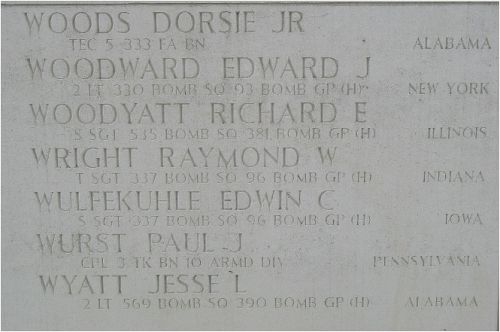 WOODS DORSIE JR
TEC 5 333 FA BN ALABAMA
WOODWARD EDWARD J
2 LT 330 BOMB SQ 93 BOMB GP (H) NEW YORK
WOODYATT RICHARD E
S SGT 535 BOMB SQ 381 BOMB GP (H) ILLINOIS
WRIGHT RAYMOND W
T SGT 337 BOMB SQ 96 BOMB GP (H) INDIANA
WULFEKUHLE EDWIN C
S SGT 337 BOMB SQ 96 BOMB GP (H) IOWA
WURST PAUL J
CPL 3 TK BN 10 ARMD DIV PENNSYLVANIA
WYATT JESSE L
2 LT 569 BOMB SQ 390 BOMB GP (H) ALABAMA